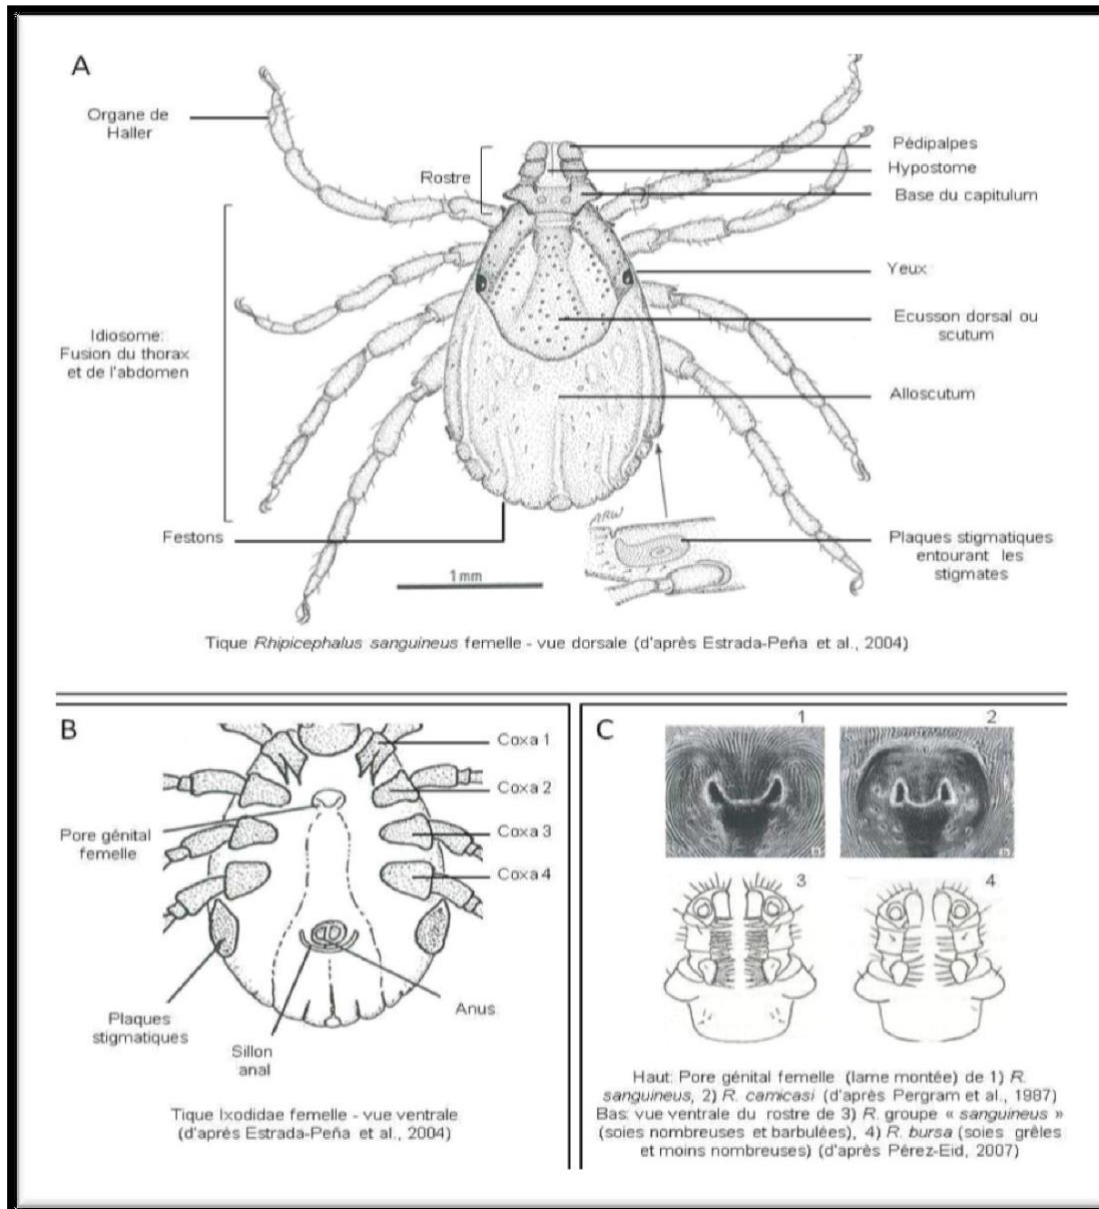 A
Organe de
Haller
Rostre
Pédipalpes
Hypostome
Base du capitulum
Yeux
Ecusson dorsal ou
scutum
Alloscutum
Idiosome:
Fusion du thorax
et de l'abdomen
Festons
1 mm
ARW
Plaques stigmatiques
entourant les
stigmates
Tique Rhipicephalus sanguineus femelle - vue dorsale (d'après Estrada-Peña et al., 2004)
B
Coxa 1
Coxa 2
Coxa 3
Coxa 4
Pore génital
femelle
Plaques
stigmatiques
Sillon
anal
Anus
Tique Ixodidae femelle - vue ventrale
(d'après Estrada-Peña et al., 2004)
C
1
2
3
4
Haut: Pore génital femelle (lame montée) de 1) R.
sanguineus, 2) R. camicasi (d'après Pergram et al., 1987)
Bas: vue ventrale du rostre de 3) R. groupe « sanguineus »
(soies nombreuses et barbulées), 4) R. bursa (soies grêles
et moins nombreuses) (d'après Pérez-Eid, 2007)